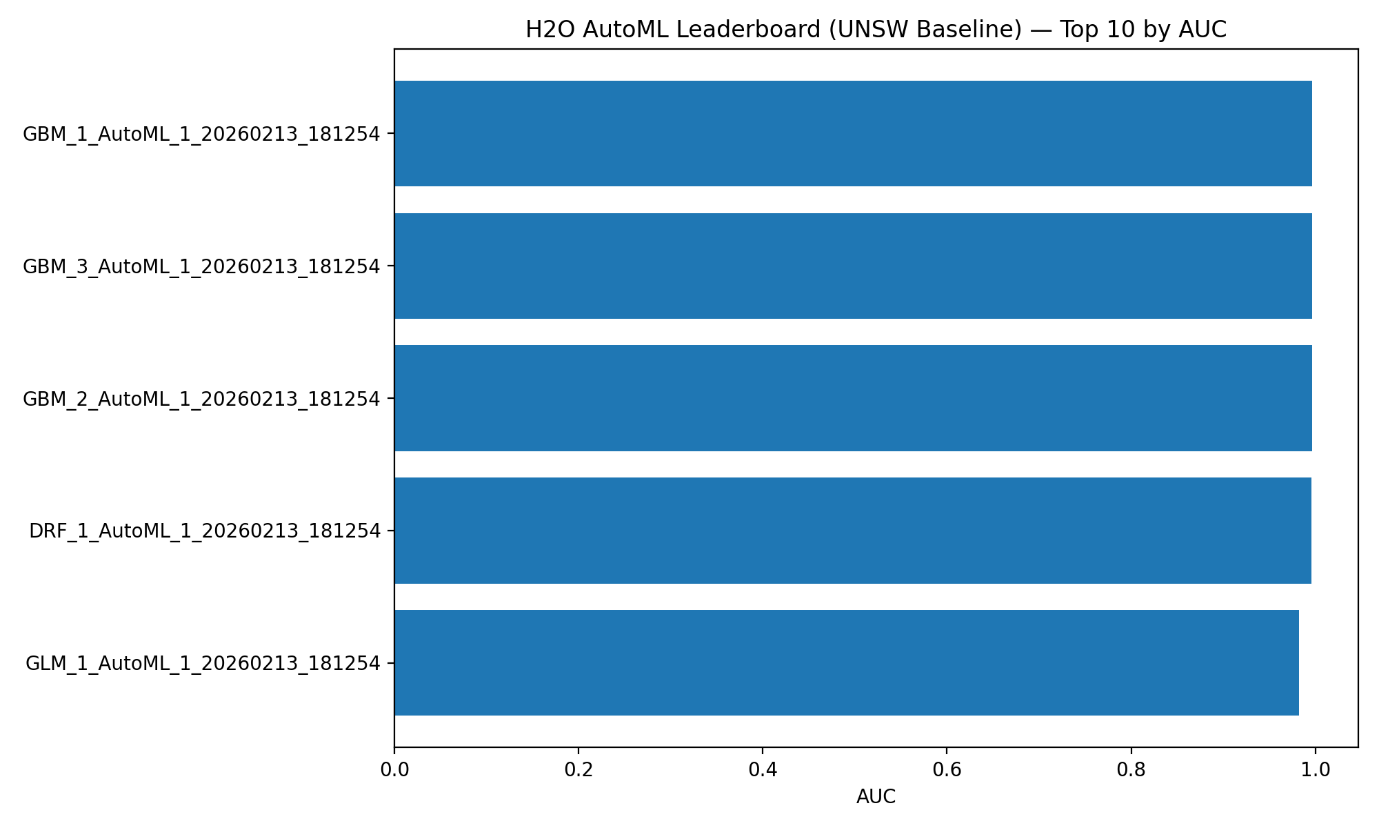 H2O AutoML Leaderboard (UNSW Baseline) — Top 10 by AUC
GBM_1_AutoML_1_20260213_181254
GBM_3_AutoML_1_20260213_181254
GBM_2_AutoML_1_20260213_181254
DRF_1_AutoML_1_20260213_181254
GLM_1_AutoML_1_20260213_181254
0.0 0.2 0.4 0.6 0.8 1.0
AUC